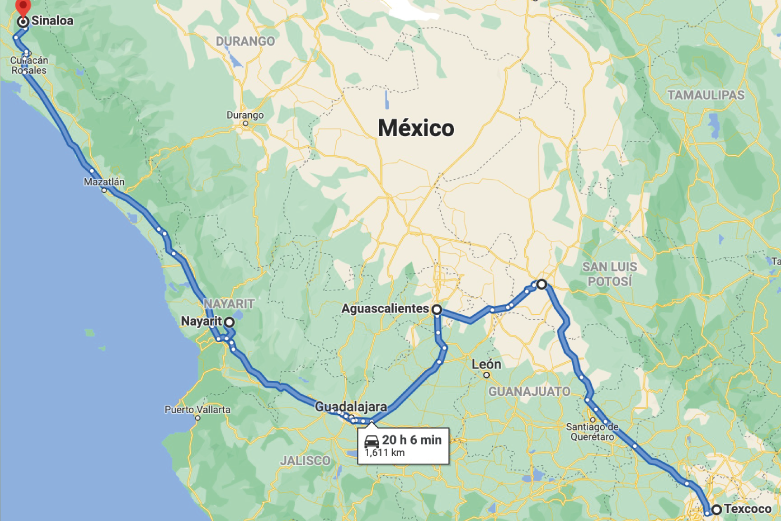 Sinaloa
DURANGO
Culiacán
Rosales
TAMAULIPAS
Durango
México
Mazatlán
SAN LUIS
POTOSÍ
NAYARIT
Aguascalientes
Nayarit
León
GUANAJUATO
Guadalajara
Puerto Vallarta
Santiago de
Querétaro
20 h 6 min
1,611 km
JALISCO
Texcoco